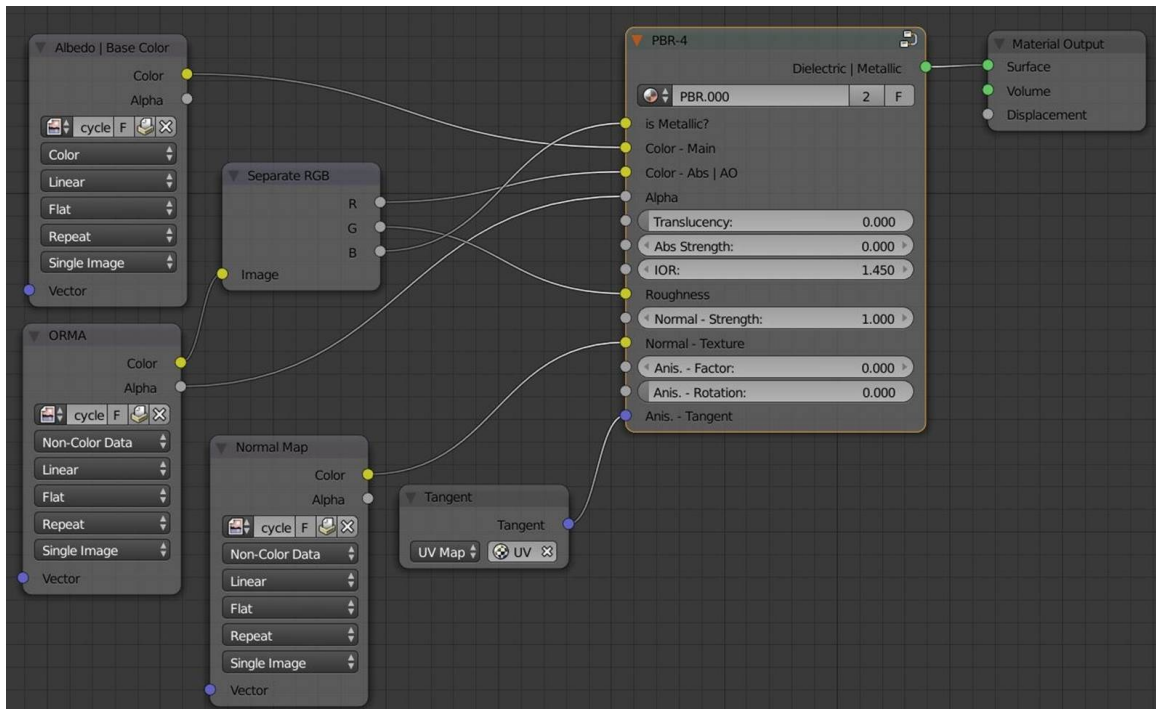 Albedo | Base Color
Color
Alpha
cycle F
Color
Linear
Flat
Repeat
Single Image
Vector
ORMA
Color
Alpha
cycle F
Non-Color Data
Linear
Flat
Repeat
Single Image
Vector
Separate RGB
R
G
B
Image
Normal Map
Color
Alpha
cycle F
Non-Color Data
Linear
Flat
Repeat
Single Image
Vector
Tangent
Tangent
UV Map UV
PBR-4
Dielectric | Metallic
PBR.000 2 F
is Metallic?
Color - Main
Color - Abs | AO
Alpha
Translucency: 0.000
Abs Strength: 0.000
IOR: 1.450
Roughness
Normal - Strength: 1.000
Normal - Texture
Anis. - Factor: 0.000
Anis. - Rotation: 0.000
Anis. - Tangent
Material Output
Surface
Volume
Displacement